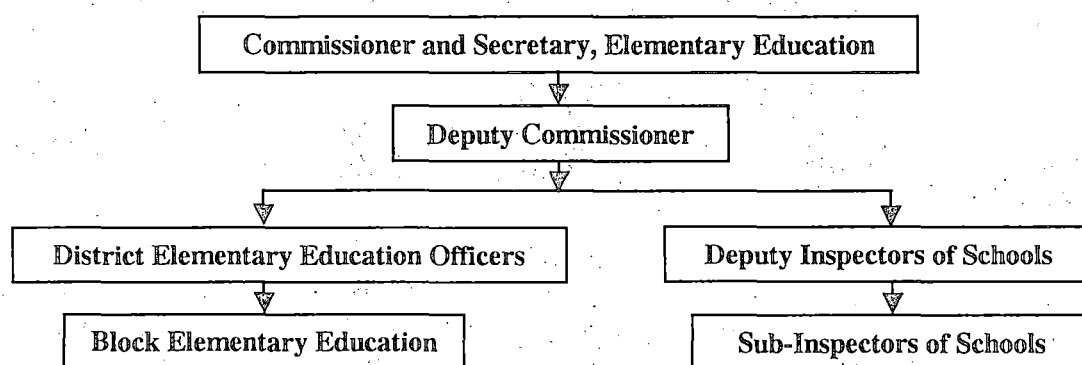 Commissioner and Secretary, Elementary Education
Deputy Commissioner
District Elementary Education Officers
Deputy Inspectors of Schools
Block Elementary Education
Sub-Inspectors of Schools